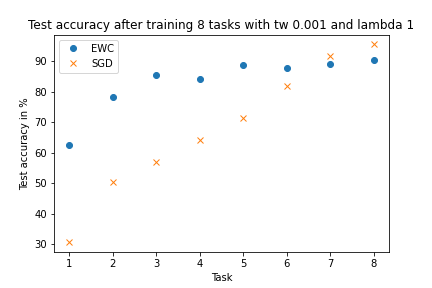 Test accuracy after training 8 tasks with tw 0.001 and lambda 1
EWC
SGD
90
80
70
60
50
40
30
Test accuracy in %
1 2 3 4 5 6 7 8
Task